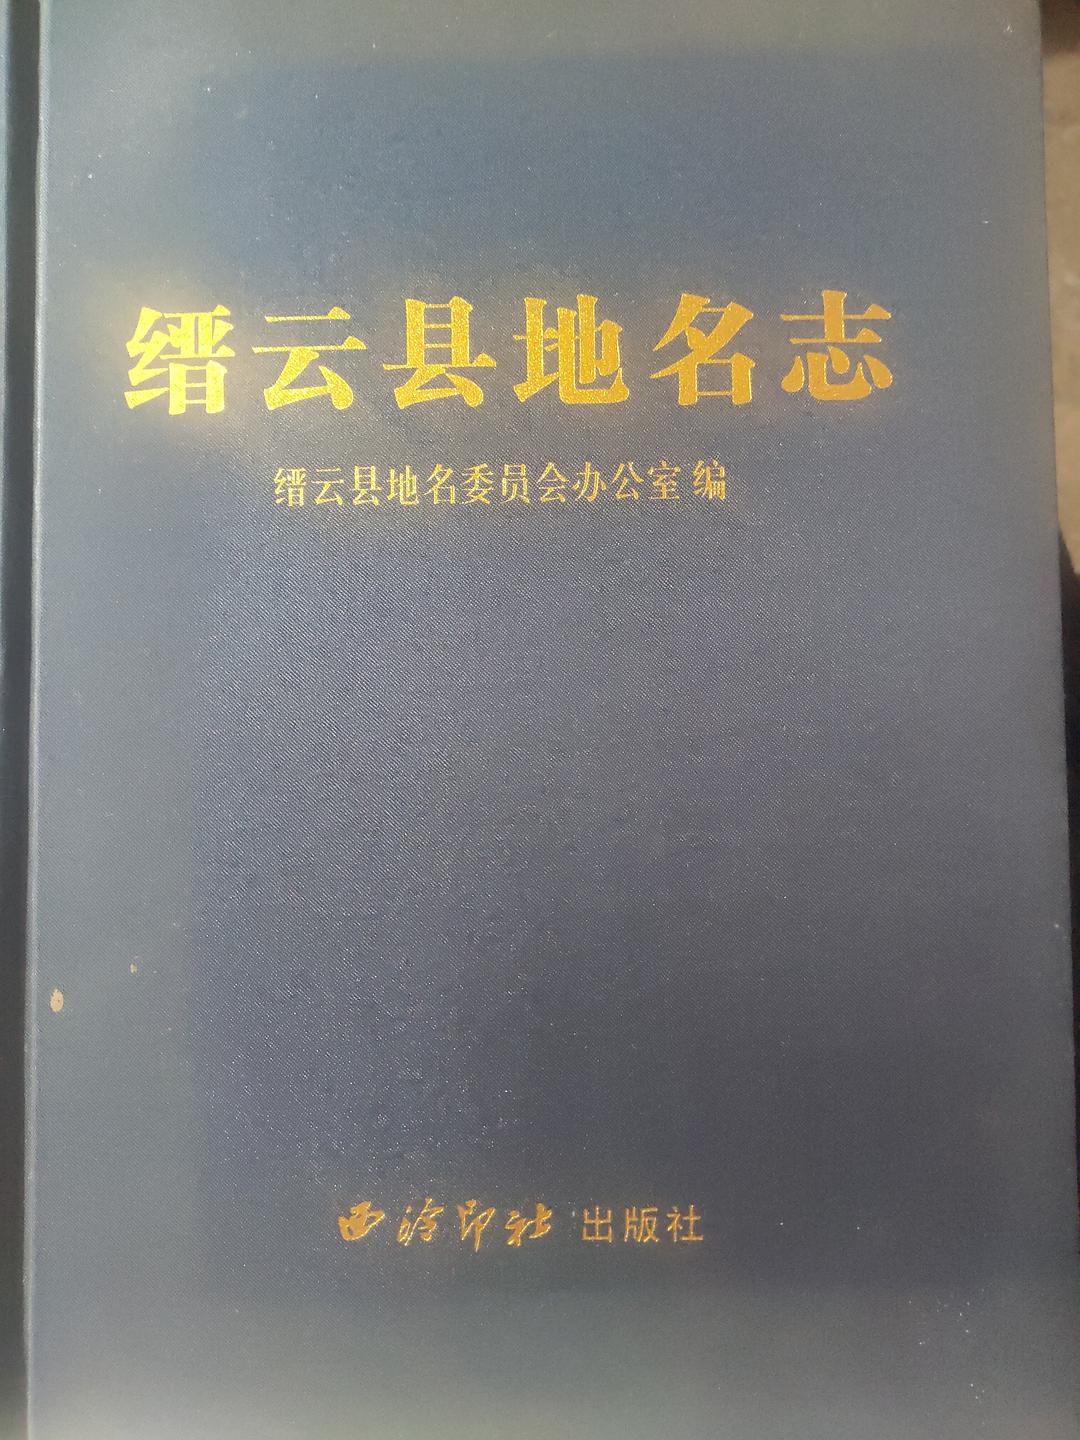 缙云县地名志
缙云县地名委员会办公室 编
西泠印社 出版社